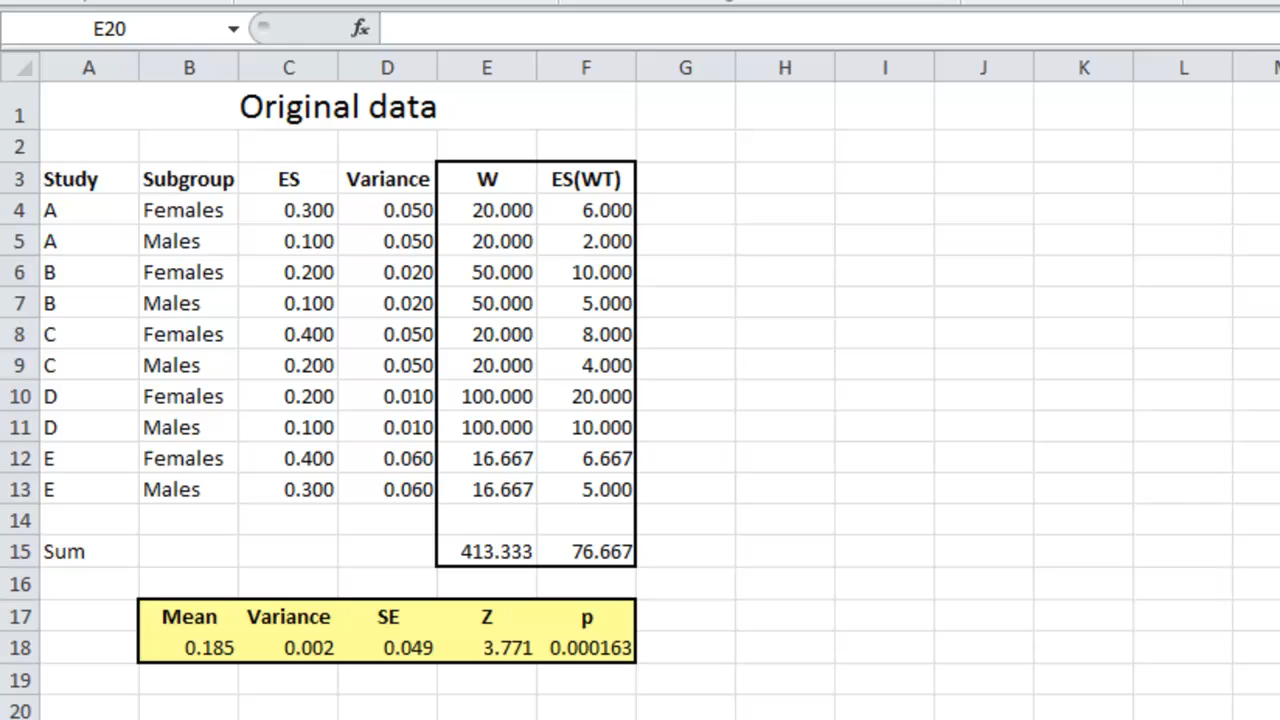 E20 fx
A B C D E F G H I J K L
1 Original data
2
3 Study Subgroup ES Variance W ES(WT)
4 A Females 0.300 0.050 20.000 6.000
5 A Males 0.100 0.050 20.000 2.000
6 B Females 0.200 0.020 50.000 10.000
7 B Males 0.100 0.020 50.000 5.000
8 C Females 0.400 0.050 20.000 8.000
9 C Males 0.200 0.050 20.000 4.000
10 D Females 0.200 0.010 100.000 20.000
11 D Males 0.100 0.010 100.000 10.000
12 E Females 0.400 0.060 16.667 6.667
13 E Males 0.300 0.060 16.667 5.000
14
15 Sum 413.333 76.667
16
17 Mean Variance SE Z p
18 0.185 0.002 0.049 3.771 0.000163
19
20